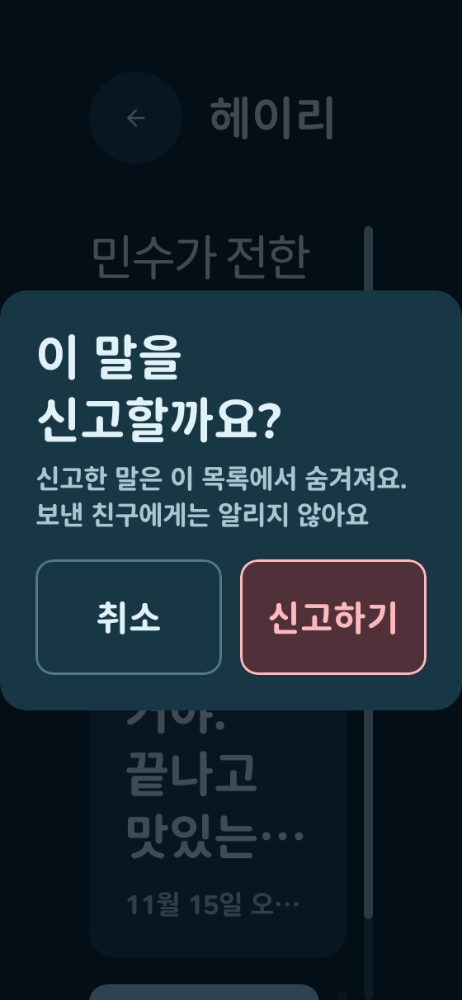 헤이리
민수가 전한
이 말을
신고할까요?
신고한 말은 이 목록에서 숨겨져요.
보낸 친구에게는 알리지 않아요
취소
신고하기
거야.
끝나고
맛있는…
11월 15일 오…